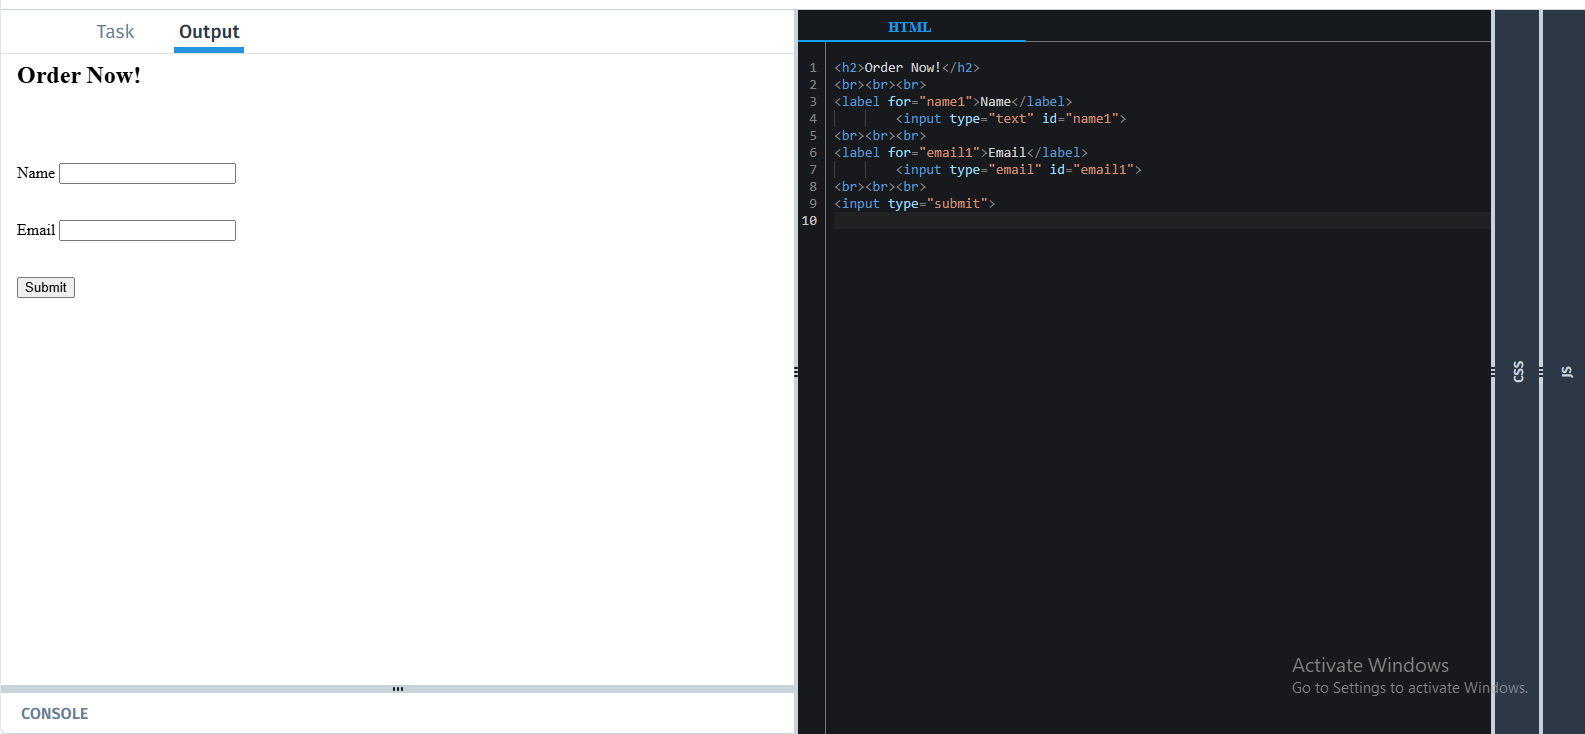 Task Output
Order Now!
Name
Email
Submit
CONSOLE
HTML
1 <h2>Order Now!</h2>
2 <br><br><br>
3 <label for="name1">Name</label>
4 <input type="text" id="name1">
5 <br><br><br>
6 <label for="email1">Email</label>
7 <input type="email" id="email1">
8 <br><br><br>
9 <input type="submit">
10
CSS
JS
Activate Windows
Go to Settings to activate Windows.